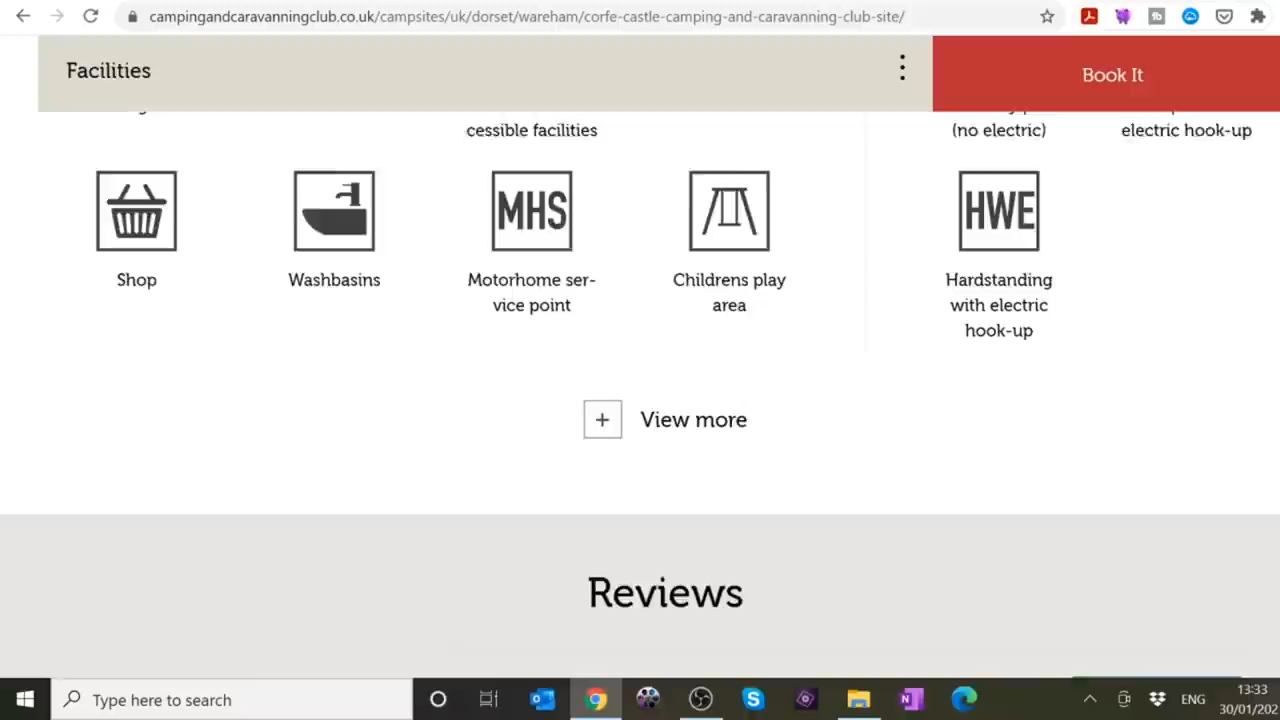 campingandcaravanningclub.co.uk/campsites/uk/dorset/wareham/corfe-castle-camping-and-caravanning-club-site/
Facilities
Book It
cessible facilities
(no electric)
electric hook-up
MHS
HWE
Shop
Washbasins
Motorhome ser-
vice point
Childrens play
area
Hardstanding
with electric
hook-up
+ View more
Reviews
Type here to search
ENG
13:33
30/01/202